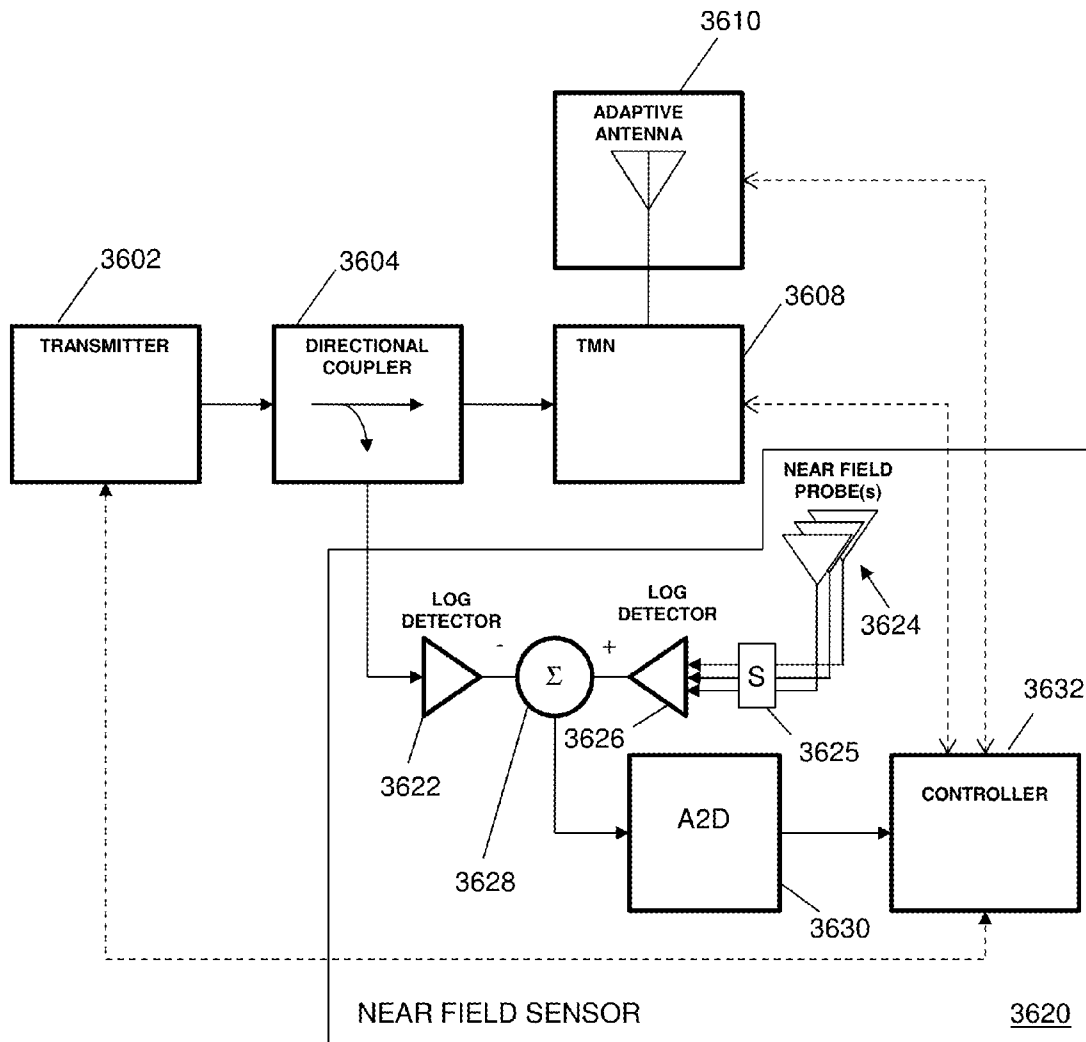 3610
ADAPTIVE
ANTENNA
3602
3604
3608
TRANSMITTER
DIRECTIONAL
COUPLER
TMN
NEAR FIELD
PROBE(s)
LOG
DETECTOR
LOG
DETECTOR
3624
- Σ +
S
3632
3626
3625
3622
CONTROLLER
A2D
3628
3630
NEAR FIELD SENSOR
3620